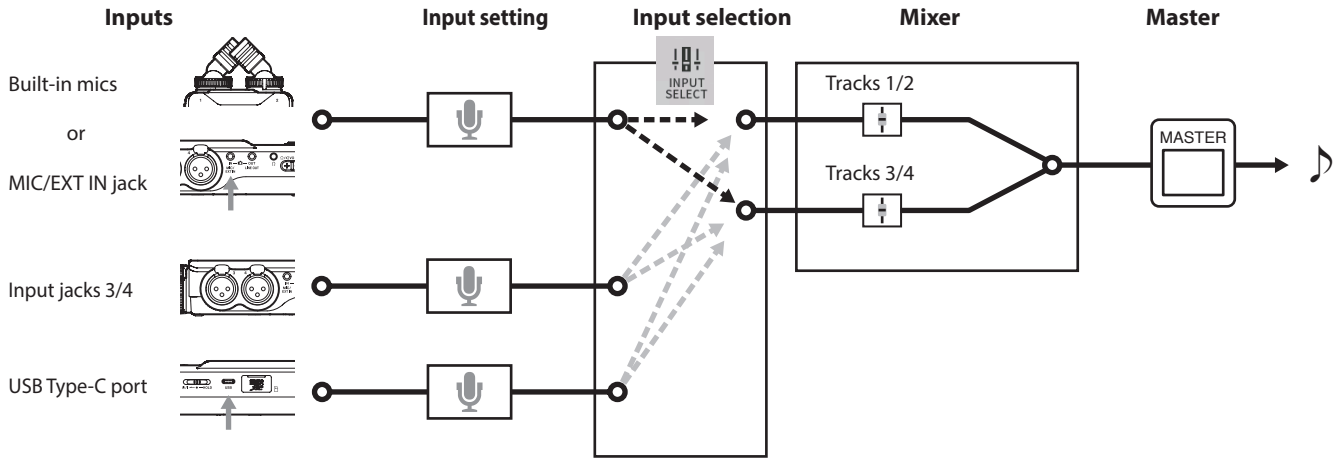 Inputs
Input setting
Input selection
Mixer
Master
Built-in mics
or
MIC/EXT IN jack
INPUT
SELECT
Tracks 1/2
Tracks 3/4
MASTER
Input jacks 3/4
USB Type-C port
USB